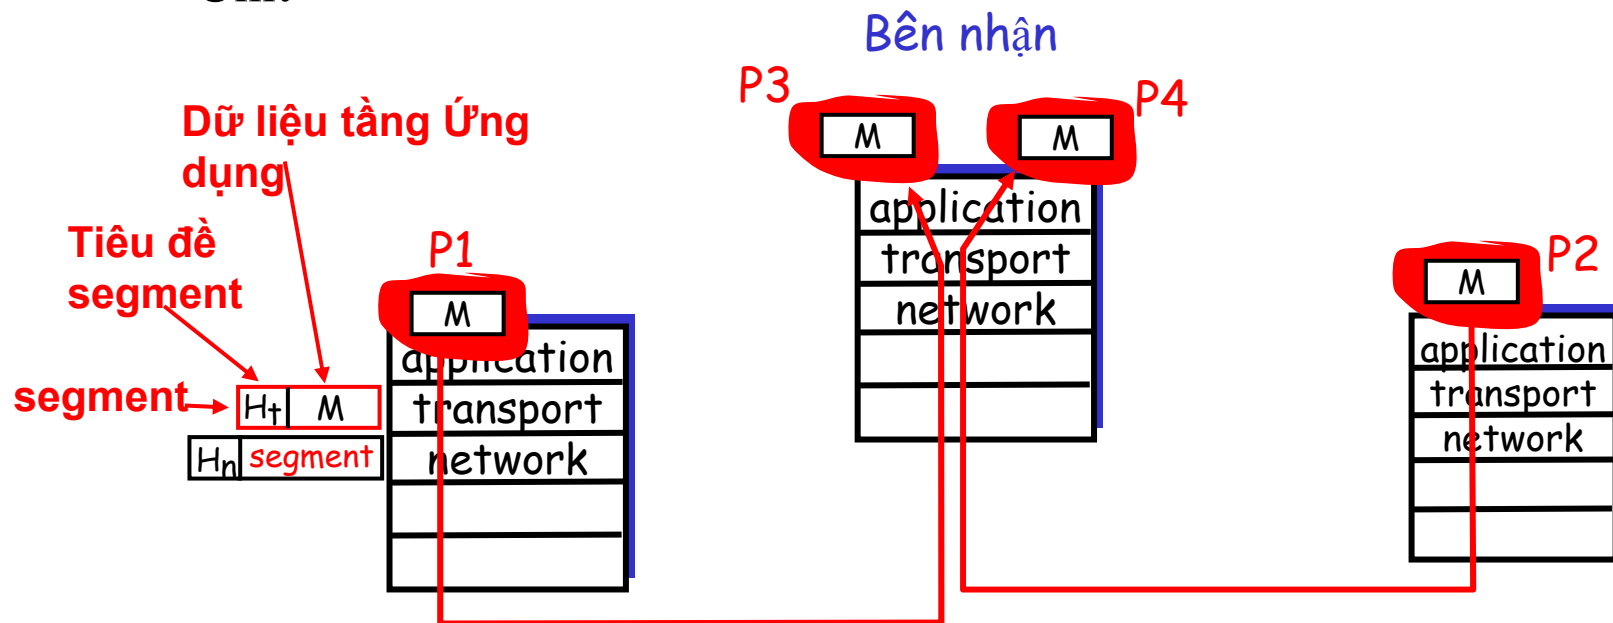 Bên nhận
P3
P4
M
M
Dữ liệu tầng Ứng
dụng
application
transport
network
Tiêu đề
segment
P1
M
application
transport
network
segment
Ht M
Hn segment
P2
M
application
transport
network